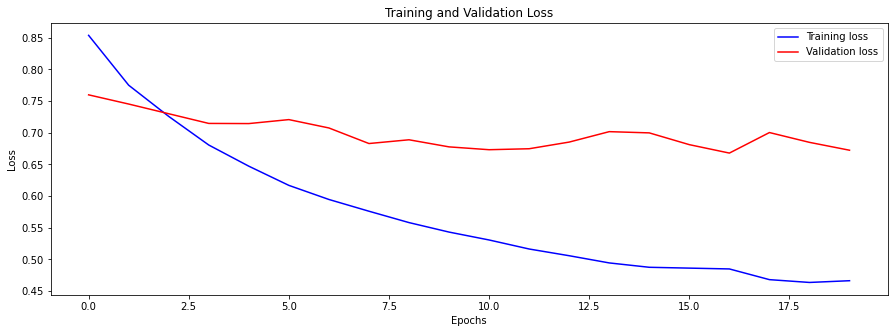 Training and Validation Loss
Training loss
Validation loss
Loss
0.85
0.80
0.75
0.70
0.65
0.60
0.55
0.50
0.45
0.0 2.5 5.0 7.5 10.0 12.5 15.0 17.5
Epochs